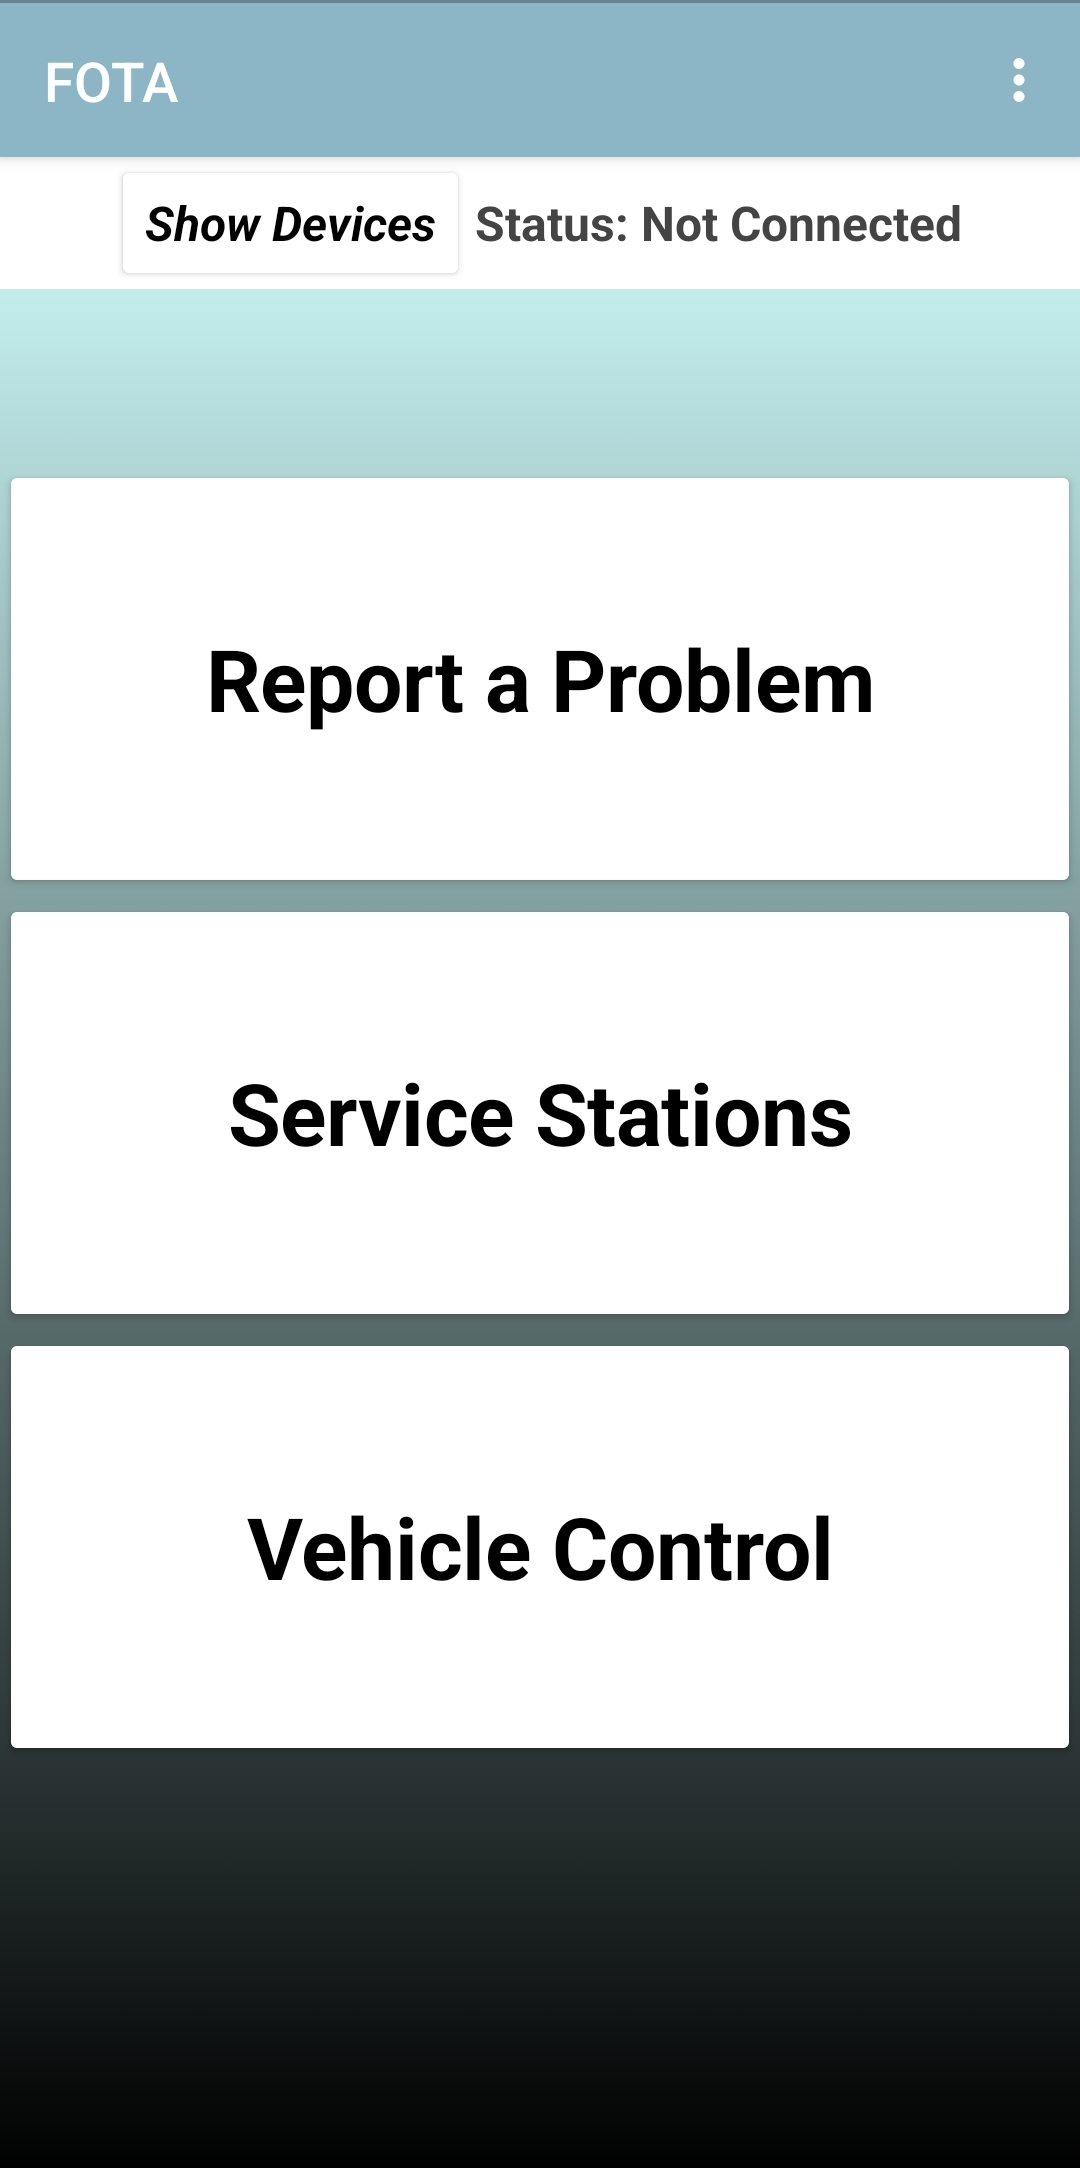 FOTA
Show Devices Status: Not Connected
Report a Problem
Service Stations
Vehicle Control